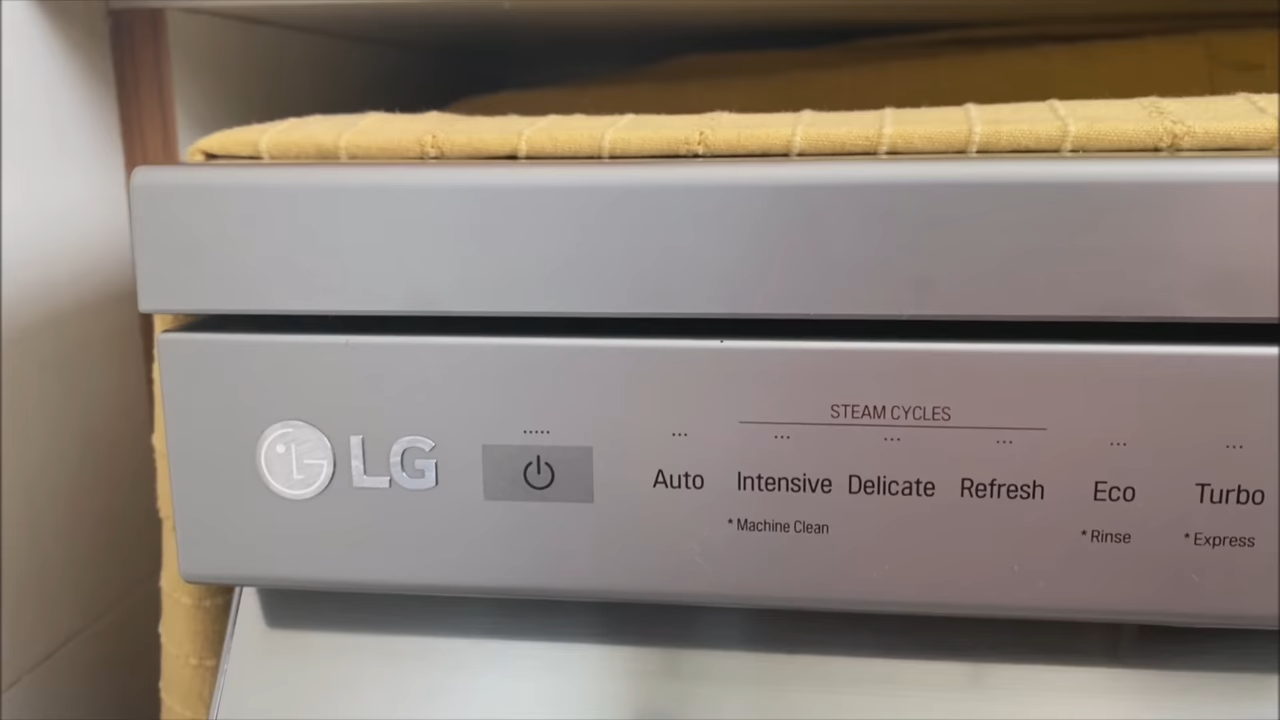 STEAM CYCLES
LG
Auto Intensive Delicate Refresh Eco Turbo
* Machine Clean * Rinse * Express